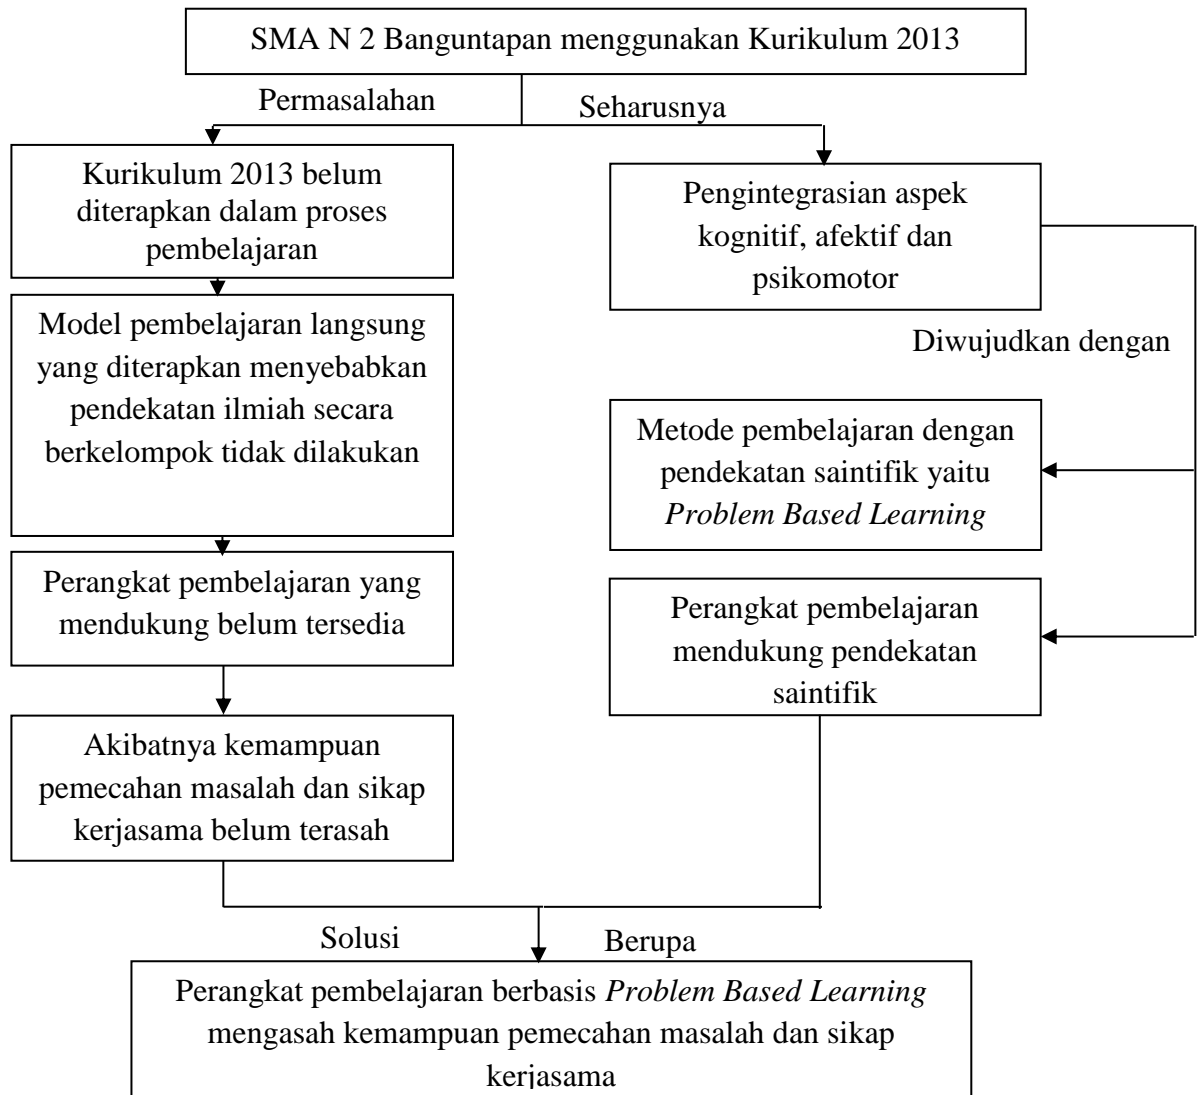 SMA N 2 Banguntapan menggunakan Kurikulum 2013
Permasalahan
Seharusnya
Kurikulum 2013 belum
diterapkan dalam proses
pembelajaran
Pengintegrasian aspek
kognitif, afektif dan
psikomotor
Model pembelajaran langsung
yang diterapkan menyebabkan
pendekatan ilmiah secara
berkelompok tidak dilakukan
Diwujudkan dengan
Metode pembelajaran dengan
pendekatan saintifik yaitu
Problem Based Learning
Perangkat pembelajaran yang
mendukung belum tersedia
Perangkat pembelajaran
mendukung pendekatan
saintifik
Akibatnya kemampuan
pemecahan masalah dan sikap
kerjasama belum terasah
Solusi
Berupa
Perangkat pembelajaran berbasis Problem Based Learning
mengasah kemampuan pemecahan masalah dan sikap
kerjasama